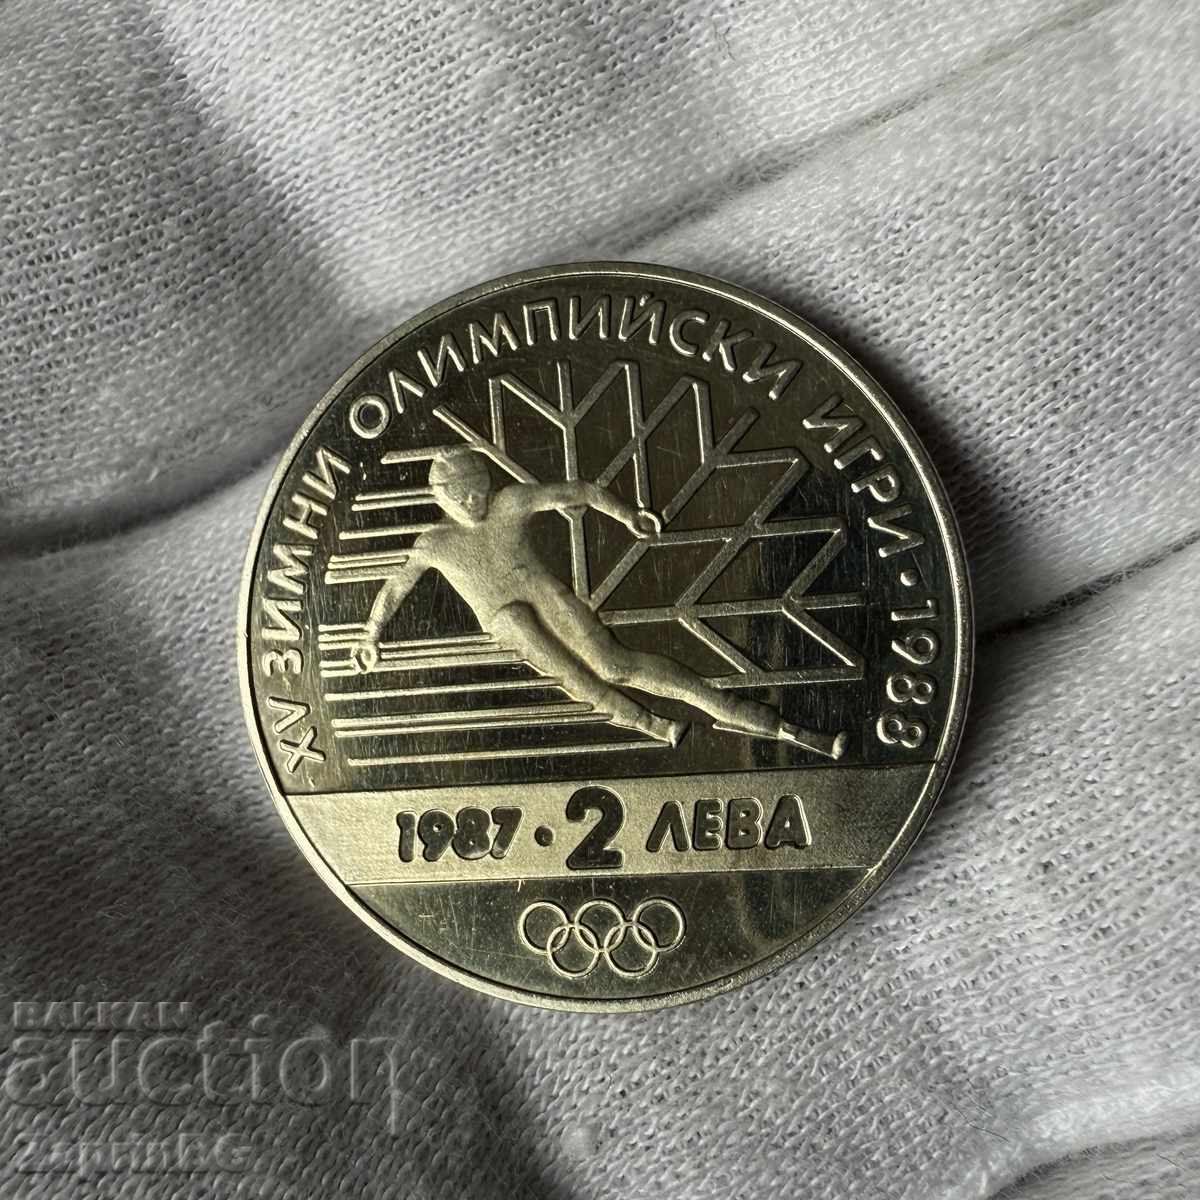 XV ЗИМНИ ОЛИМПИЙСКИ ИГРИ · 1988
1987 · 2 ЛЕВА
BALKAN
auction